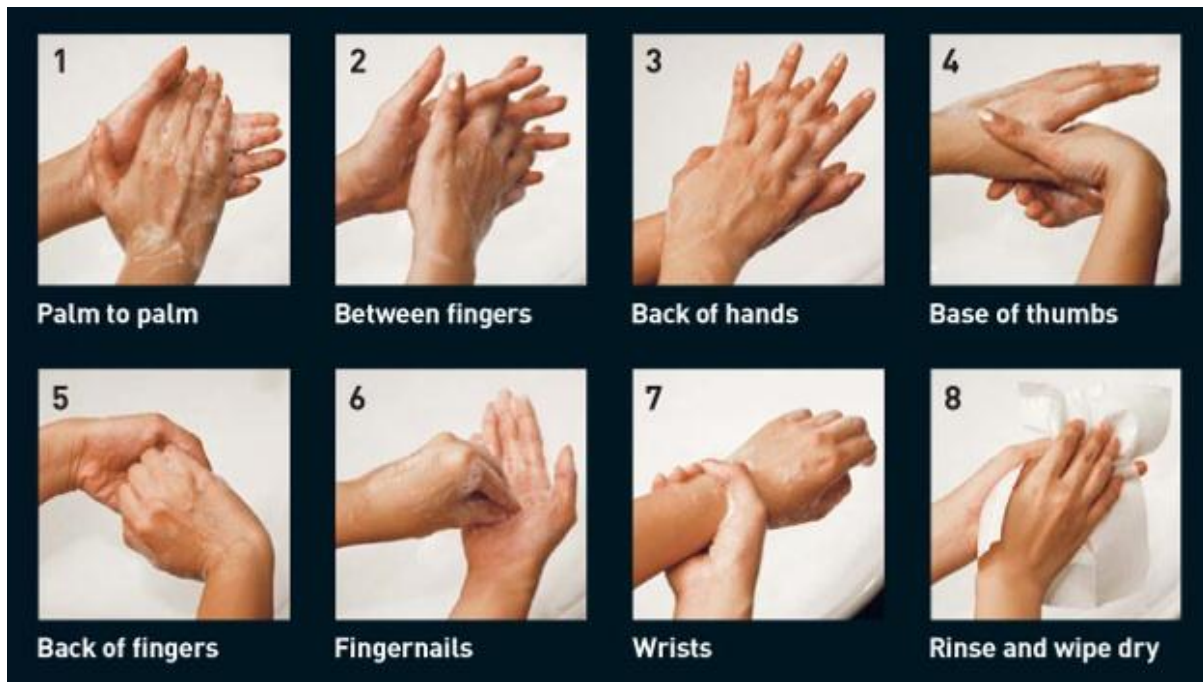 1
2
3
4
Palm to palm
Between fingers
Back of hands
Base of thumbs
5
6
7
8
Back of fingers
Fingernails
Wrists
Rinse and wipe dry